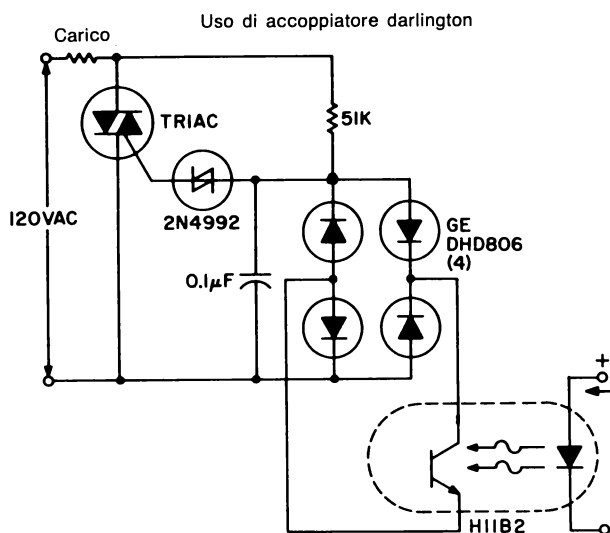 Uso di accoppiatore darlington
Carico
TRIAC
51K
2N4992
120VAC
GE
DHD806
(4)
0.1µF
+
H11B2